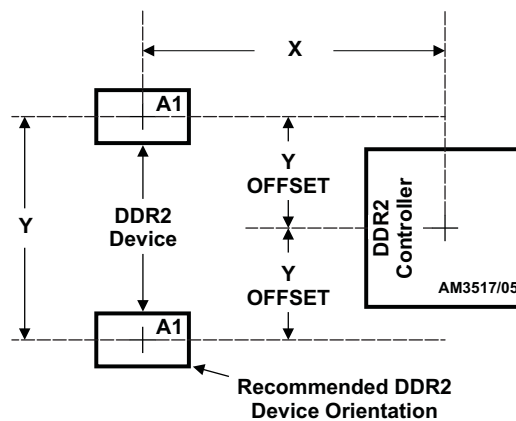 X
A1
Y
OFFSET
Y
DDR2
Device
DDR2
Controller
Y
OFFSET
AM3517/05
A1
Recommended DDR2
Device Orientation